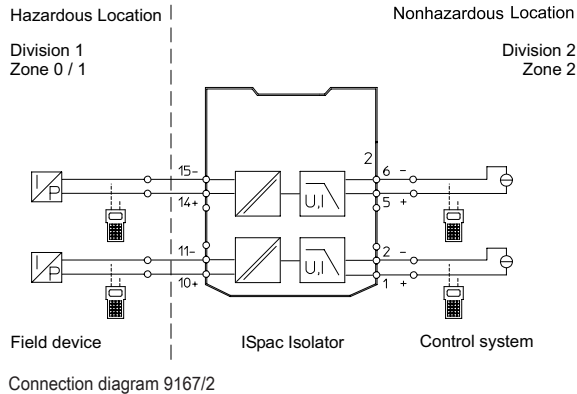 Hazardous Location
Nonhazardous Location
Division 1
Zone 0 / 1
Division 2
Zone 2
2
15-
6 -
I
P
U,I
14+
5 +
11-
2 -
I
P
U,I
10+
1 +
Field device
ISpac Isolator
Control system
Connection diagram 9167/2